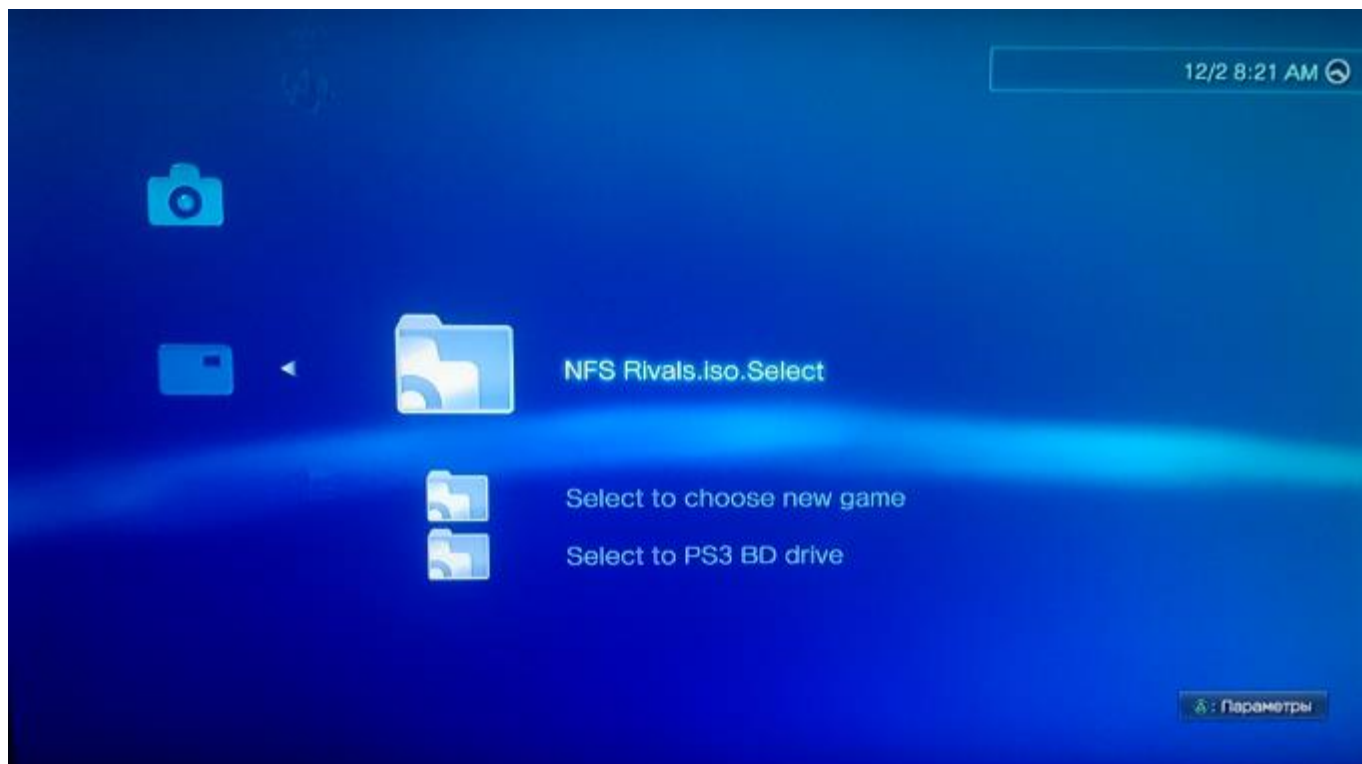 12/2 8:21 AM
NFS Rivals.iso.Select
Select to choose new game
Select to PS3 BD drive
: Параметры